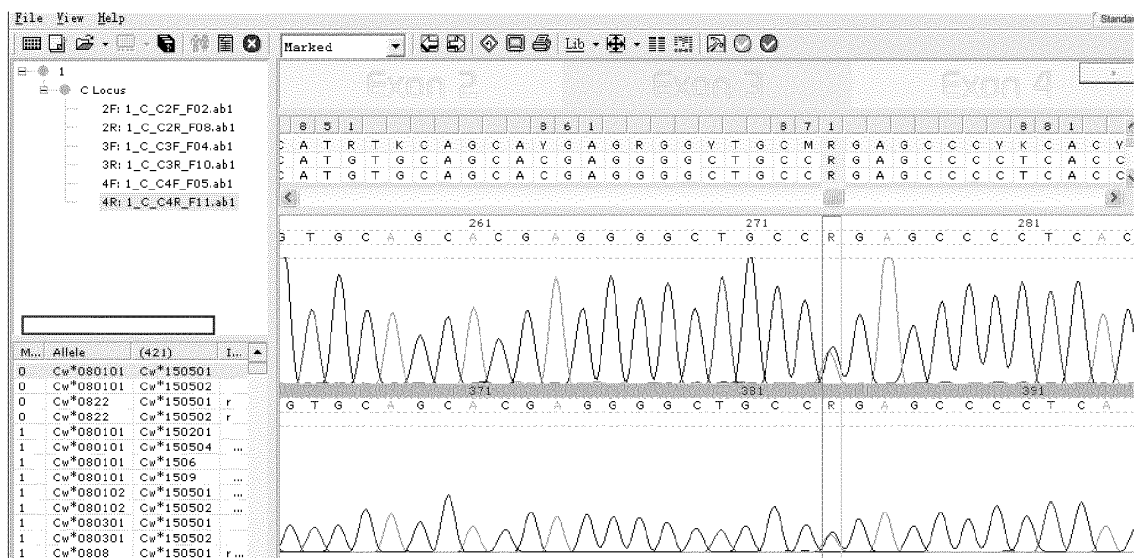 File View Help
Standar
Marked
Lib
Exon 2
Exon 4
1
C Locus
2F: 1_C_C2F_F02.ab1
2R: 1_C_C2R_F08.ab1
3F: 1_C_C3F_F04.ab1
3R: 1_C_C3R_F10.ab1
4F: 1_C_C4F_F05.ab1
4R: 1_C_C4R_F11.ab1
8 5 1 8 6 1 8 7 1 8 8 1
C A T R T K C A G C A Y G A G R G G Y T G C M R G A G C C C Y K C A C Y
C A T G T G C A G C A C G A G G G G C T G C C R G A G C C C C T C A C C
C A T G T G C A G C A C G A G G G G C T G C C R G A G C C C C T C A C C
261 271 281
G T G C A G C A C G A G G G G C T G C C R G A G C C C C T C A C
371 381 391
G T G C A G C A C G A G G G G C T G C C R G A G C C C C T C A
M... Allele (421) I...
0 Cw*080101 Cw*150501
0 Cw*080101 Cw*150502
0 Cw*0822 Cw*150501 r
0 Cw*0822 Cw*150502 r
1 Cw*080101 Cw*150201
1 Cw*080101 Cw*150504 ...
1 Cw*080101 Cw*1506
1 Cw*080101 Cw*1509 ...
1 Cw*080102 Cw*150501 ...
1 Cw*080102 Cw*150502 ...
1 Cw*080301 Cw*150501
1 Cw*080301 Cw*150502
1 Cw*0808 Cw*150501 r...